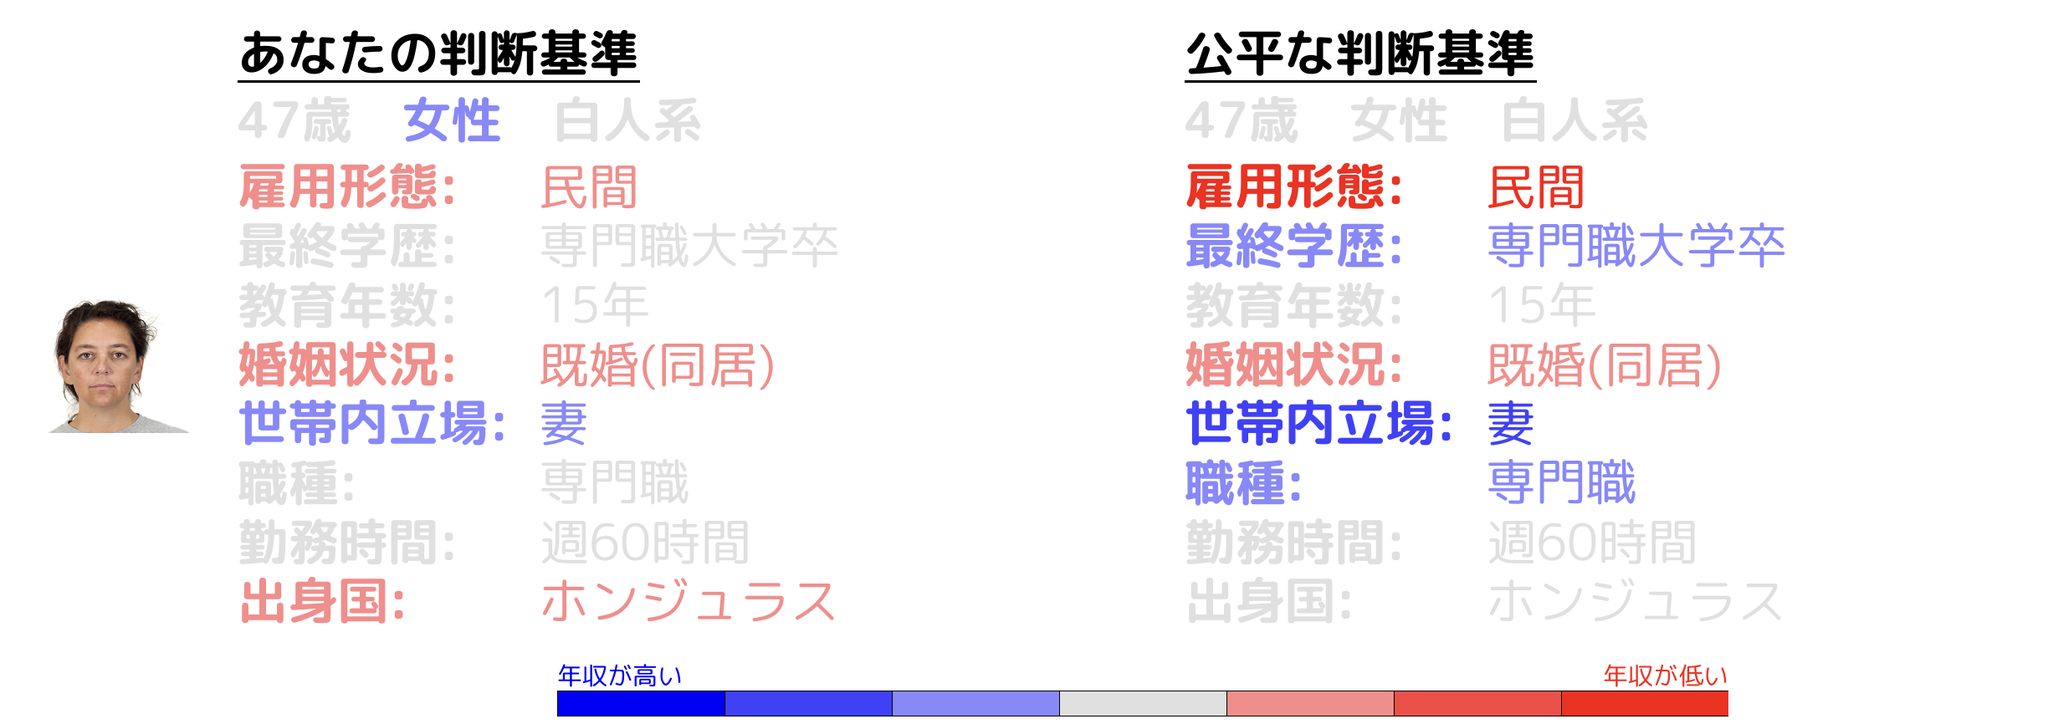 あなたの判断基準
47歳 女性 白人系
雇用形態: 民間
最終学歴: 専門職大学卒
教育年数: 15年
婚姻状況: 既婚(同居)
世帯内立場: 妻
職種: 専門職
勤務時間: 週60時間
出身国: ホンジュラス
公平な判断基準
47歳 女性 白人系
雇用形態: 民間
最終学歴: 専門職大学卒
教育年数: 15年
婚姻状況: 既婚(同居)
世帯内立場: 妻
職種: 専門職
勤務時間: 週60時間
出身国: ホンジュラス
年収が高い
年収が低い